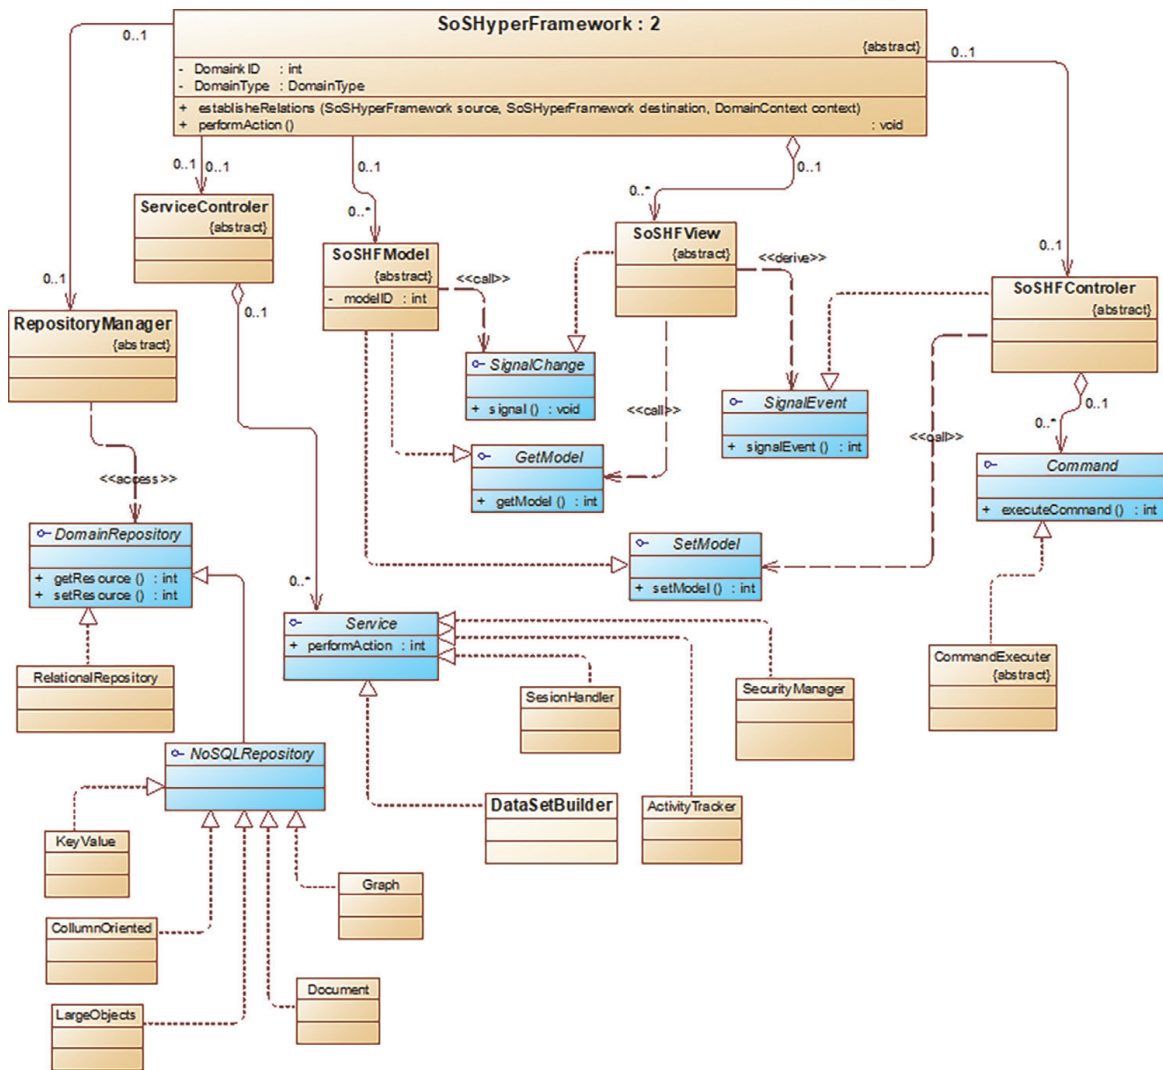 SoSHyperFramework : 2
{abstract}
- DomainkID : int
- DomainType : DomainType
+ establisheRelations (SoSHyperFramework source, SoSHyperFramework destination, DomainContext context)
+ performAction () : void
0..1
0..1
0..1
0..1
0..1
0..1
ServiceControler
{abstract}
0..1
0..*
SoSHFModel
{abstract}
- modelID : int
<<call>>
0..*
SoSHFView
{abstract}
<<derive>>
0..1
SoSHFControler
{abstract}
0..1
RepositoryManager
{abstract}
SignalChange
+ signal () : void
<<call>>
SignalEvent
+ signalEvent () : int
0..1
0..*
<<call>>
GetModel
+ getModel () : int
Command
+ executeCommand () : int
<<access>>
DomainRepository
+ getResource () : int
+ setResource () : int
SetModel
+ setModel () : int
0..*
Service
+ performAction : int
RelationalRepository
SesionHandler
SecurityManager
CommandExecuter
{abstract}
NoSQLRepository
DataSetBuilder
ActivityTracker
KeyValue
Graph
CollumnOriented
Document
LargeObjects